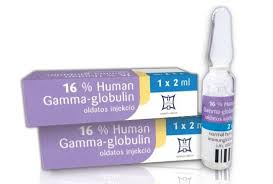 16 % Human
Gamma-globulin
oldatos injekció
1 x 2 ml
16 % Human
Gamma-globulin
oldatos injekció
1 x 2 ml